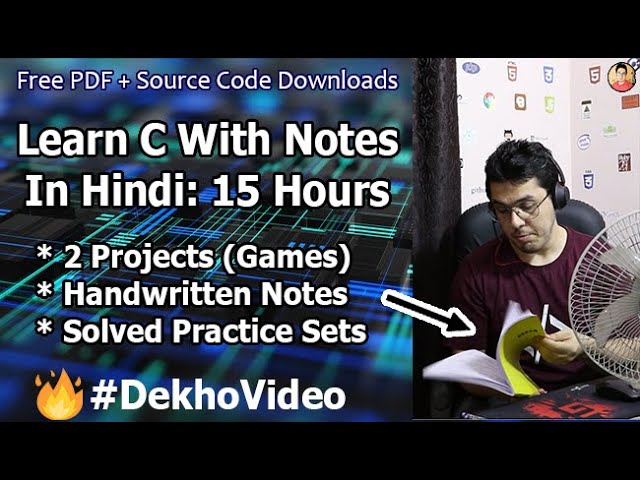 Free PDF + Source Code Downloads
Learn C With Notes
In Hindi: 15 Hours
* 2 Projects (Games)
* Handwritten Notes
* Solved Practice Sets
#DekhoVideo